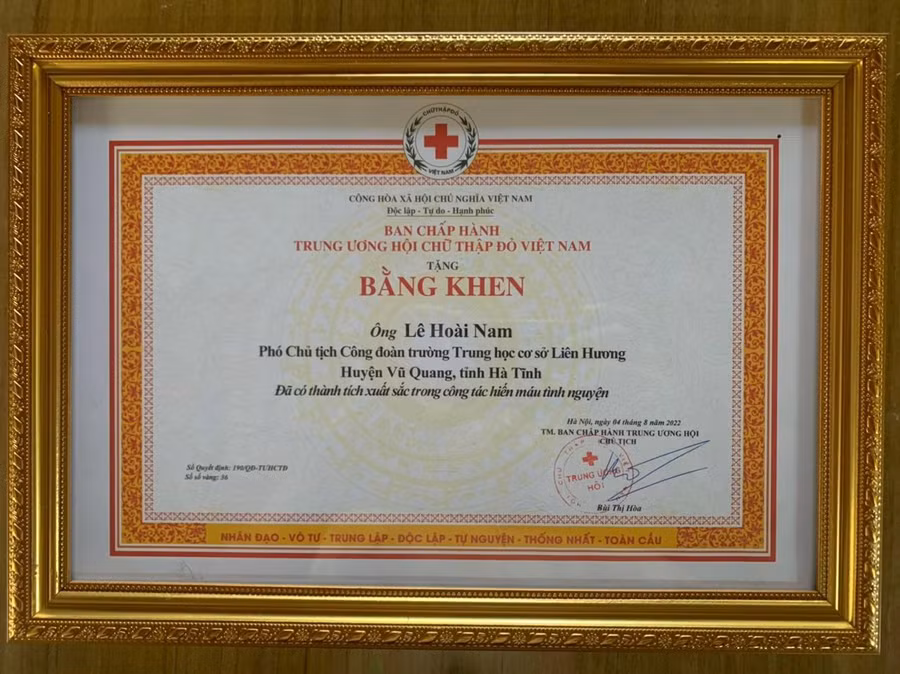 CHỮ THẬP ĐỎ
VIỆT NAM
CỘNG HÒA XÃ HỘI CHỦ NGHĨA VIỆT NAM
Độc lập - Tự do - Hạnh phúc
BAN CHẤP HÀNH
TRUNG ƯƠNG HỘI CHỮ THẬP ĐỎ VIỆT NAM
TẶNG
BẰNG KHEN
Ông Lê Hoài Nam
Phó Chủ tịch Công đoàn trường Trung học cơ sở Liên Hương
Huyện Vũ Quang, tỉnh Hà Tĩnh
Đã có thành tích xuất sắc trong công tác hiến máu tình nguyện
Hà Nội, ngày 04 tháng 8 năm 2022
TM. BAN CHẤP HÀNH TRUNG ƯƠNG HỘI
CHỦ TỊCH
TRUNG ƯƠNG
HỘI
Số Quyết định: 190/QĐ-TƯHCTĐ
Số sổ vàng: 56
Bùi Thị Hòa
NHÂN ĐẠO - VÔ TƯ - TRUNG LẬP - ĐỘC LẬP - TỰ NGUYỆN - THỐNG NHẤT - TOÀN CẦU